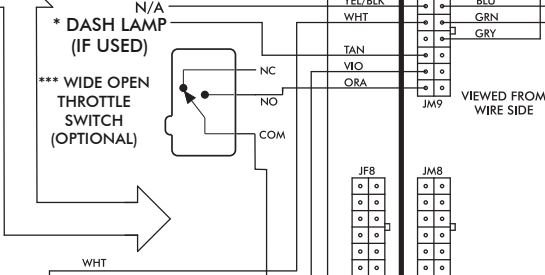 N/A
* DASH LAMP
(IF USED)
*** WIDE OPEN
THROTTLE
SWITCH
(OPTIONAL)
NC
NO
COM
YEL/BLK
WHT
TAN
VIO
ORA
BLU
GRN
GRY
JM9
VIEWED FROM
WIRE SIDE
JF8
JM8
WHT